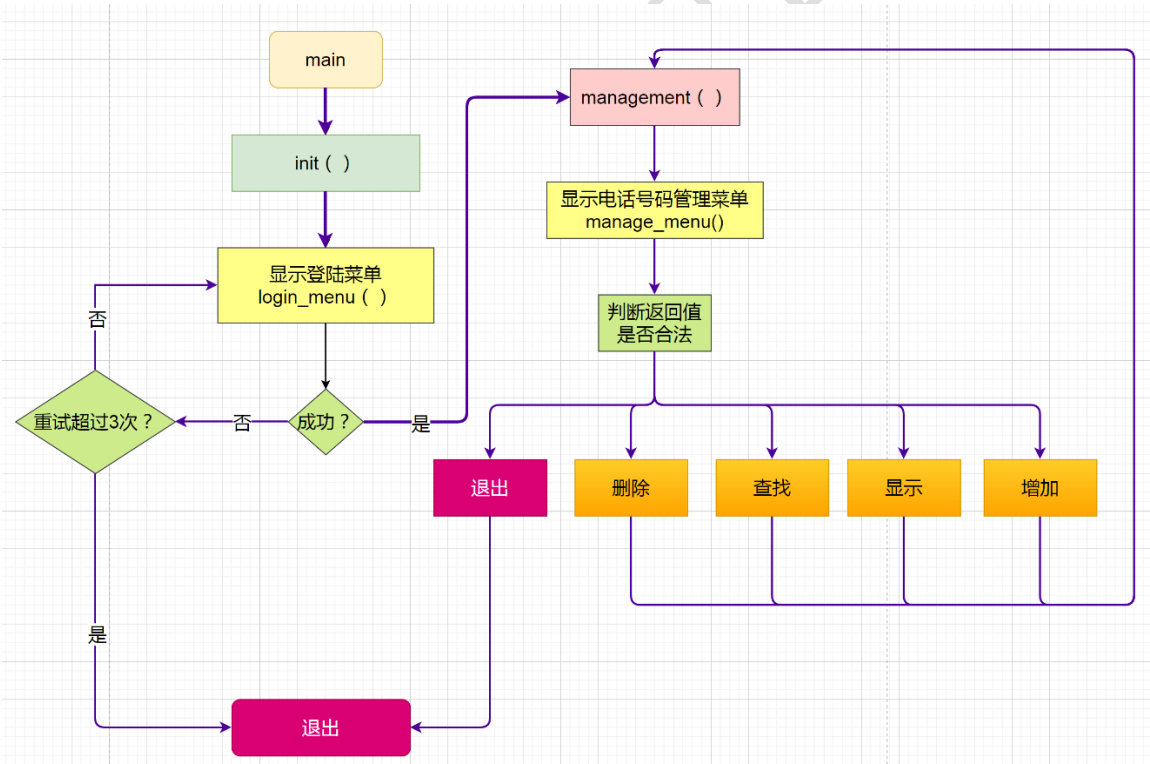 main
init（ ）
显示登陆菜单
login_menu（ ）
否
重试超过3次？
否
成功？
是
是
退出
management（ ）
显示电话号码管理菜单
manage_menu()
判断返回值
是否合法
退出
删除
查找
显示
增加